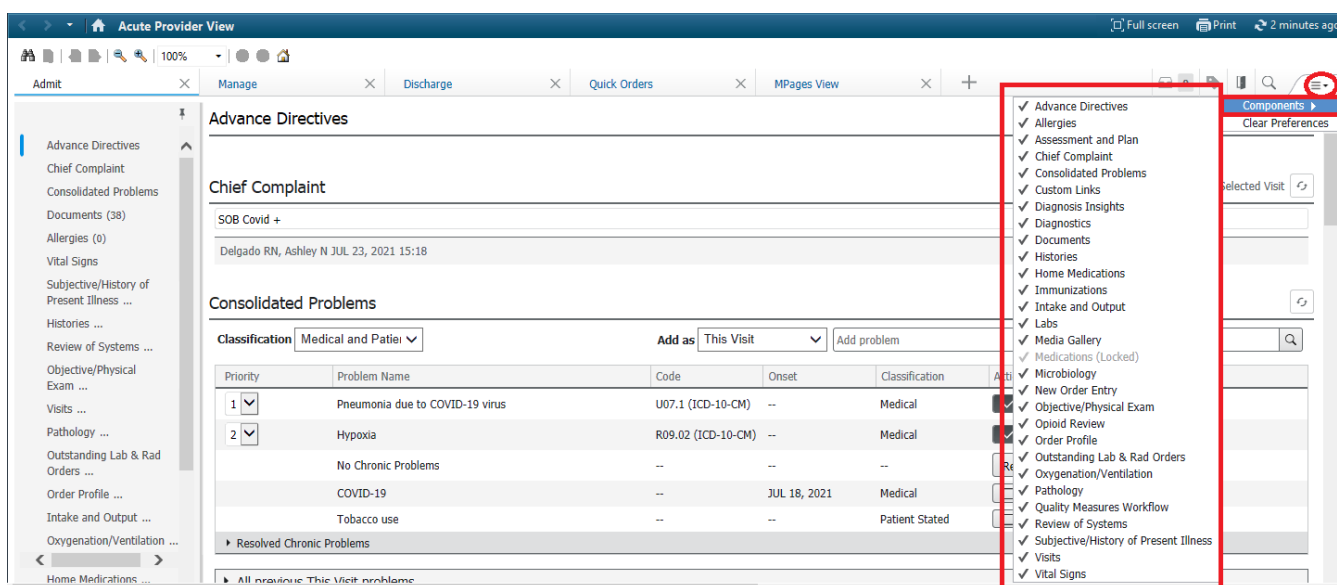 Acute Provider View
Full screen Print 2 minutes ago
100%
Admit Manage Discharge Quick Orders MPages View
Components
Clear Preferences
Advance Directives
Chief Complaint
Consolidated Problems
Documents (38)
Allergies (0)
Vital Signs
Subjective/History of
Present Illness ...
Histories ...
Review of Systems ...
Objective/Physical
Exam ...
Visits ...
Pathology ...
Outstanding Lab & Rad
Orders ...
Order Profile ...
Intake and Output ...
Oxygenation/Ventilation ...
Home Medications ...
Advance Directives
Chief Complaint
Selected Visit
SOB Covid +
Delgado RN, Ashley N JUL 23, 2021 15:18
Consolidated Problems
Classification Medical and Patie Add as This Visit Add problem
Priority Problem Name Code Onset Classification
1 Pneumonia due to COVID-19 virus U07.1 (ICD-10-CM) -- Medical
2 Hypoxia R09.02 (ICD-10-CM) -- Medical
No Chronic Problems -- -- --
COVID-19 -- JUL 18, 2021 Medical
Tobacco use -- -- Patient Stated
Resolved Chronic Problems
All previous This Visit problems
Advance Directives
Allergies
Assessment and Plan
Chief Complaint
Consolidated Problems
Custom Links
Diagnosis Insights
Diagnostics
Documents
Histories
Home Medications
Immunizations
Intake and Output
Labs
Media Gallery
Medications (Locked)
Microbiology
New Order Entry
Objective/Physical Exam
Opioid Review
Order Profile
Outstanding Lab & Rad Orders
Oxygenation/Ventilation
Pathology
Quality Measures Workflow
Review of Systems
Subjective/History of Present Illness
Visits
Vital Signs